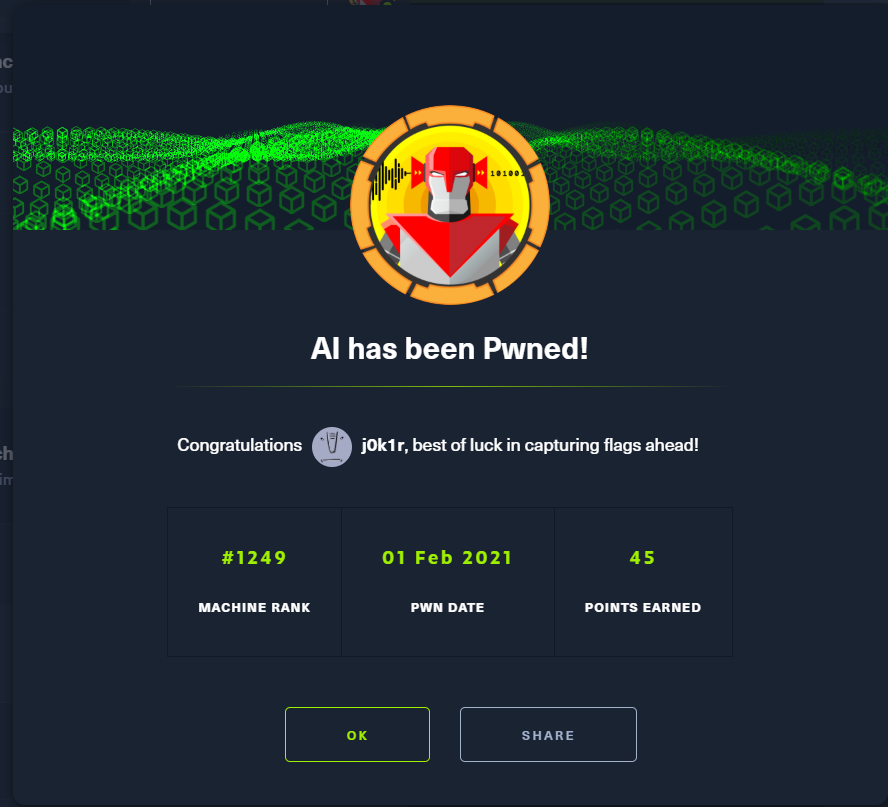 101001
AI has been Pwned!
Congratulations j0k1r, best of luck in capturing flags ahead!
#1249 01 Feb 2021 45
MACHINE RANK PWN DATE POINTS EARNED
OK SHARE